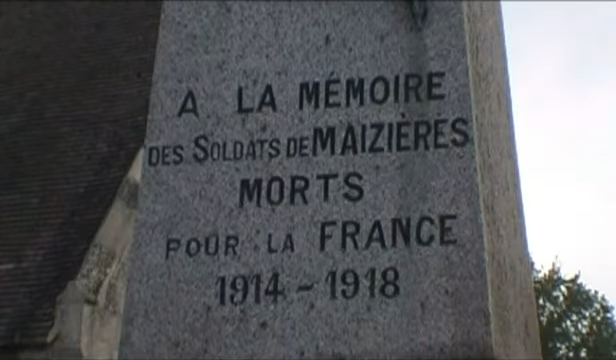 A LA MÉMOIRE
DES SOLDATS DE MAIZIÈRES
MORTS
POUR LA FRANCE
1914-1918